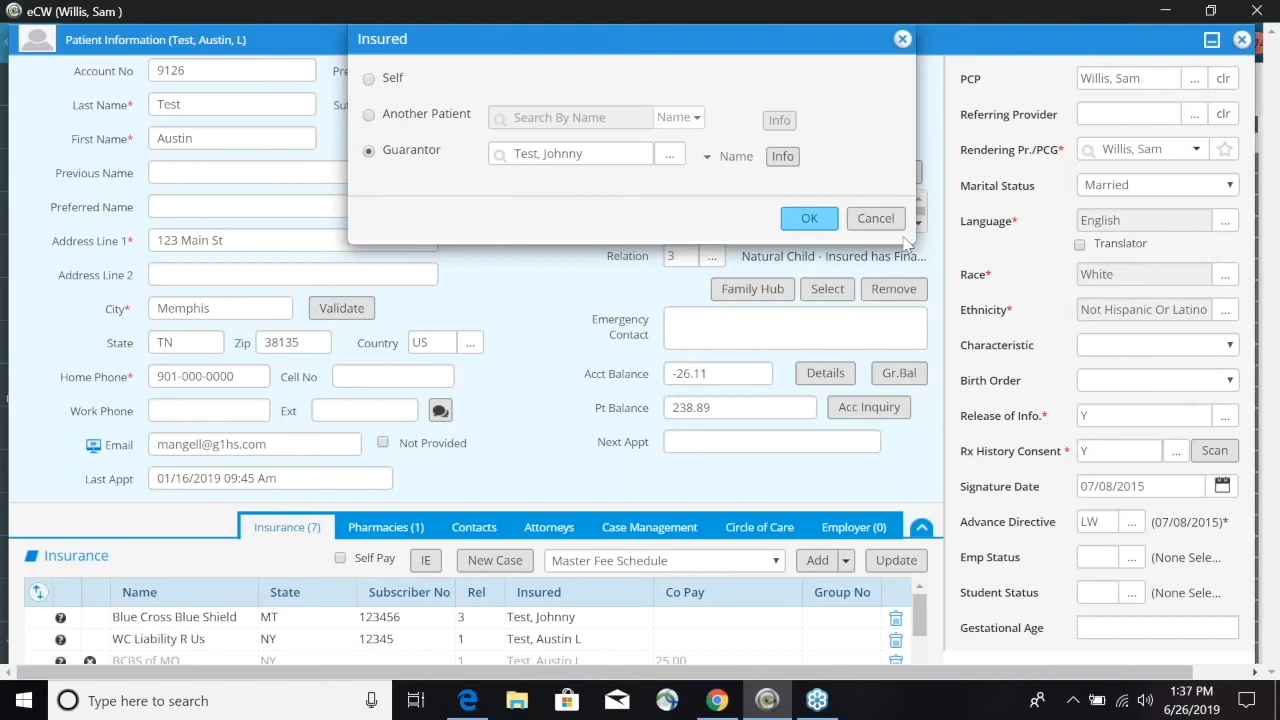 eCW (Willis, Sam )
Patient Information (Test, Austin, L)
Insured
Self
Another Patient Search By Name Name Info
Guarantor Test, Johnny ... Name Info
OK Cancel
Account No 9126 Pre
Last Name* Test Su
First Name* Austin
Previous Name
Preferred Name
Address Line 1* 123 Main St
Address Line 2
City* Memphis Validate
State TN Zip 38135 Country US ...
Home Phone* 901-000-0000 Cell No
Work Phone Ext
Email mangell@g1hs.com Not Provided
Last Appt 01/16/2019 09:45 Am
Relation 3 ... Natural Child - Insured has Fina...
Family Hub Select Remove
Emergency
Contact
Acct Balance -26.11 Details Gr.Bal
Pt Balance 238.89 Acc Inquiry
Next Appt
PCP Willis, Sam ... clr
Referring Provider ... clr
Rendering Pr./PCG* Willis, Sam
Marital Status Married
Language* English ...
Translator
Race* White ...
Ethnicity* Not Hispanic Or Latino ...
Characteristic
Birth Order
Release of Info.* Y ...
Rx History Consent * Y ... Scan
Signature Date 07/08/2015
Advance Directive LW ... (07/08/2015)*
Emp Status ... (None Sele...
Student Status ... (None Sele...
Gestational Age
Insurance (7) Pharmacies (1) Contacts Attorneys Case Management Circle of Care Employer (0)
Insurance Self Pay IE New Case Master Fee Schedule Add Update
Name State Subscriber No Rel Insured Co Pay Group No
Blue Cross Blue Shield MT 123456 3 Test, Johnny
WC Liability R Us NY 12345 1 Test, Austin L
BCBS of MO NY 1 Test, Austin L 25.00
Type here to search
1:37 PM
6/26/2019